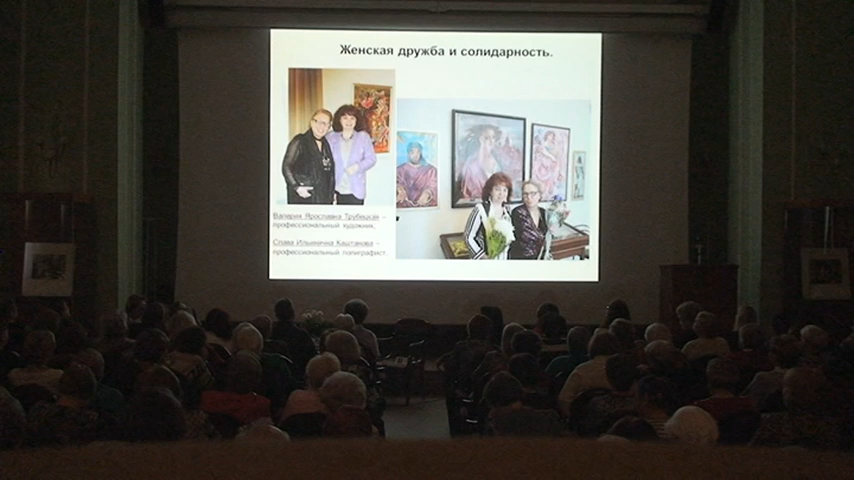 Женская дружба и солидарность.
Валерия Ярославна Трубецкая –
профессиональный художник.
Слава Ильинична Каштанова –
профессиональный полиграфист.